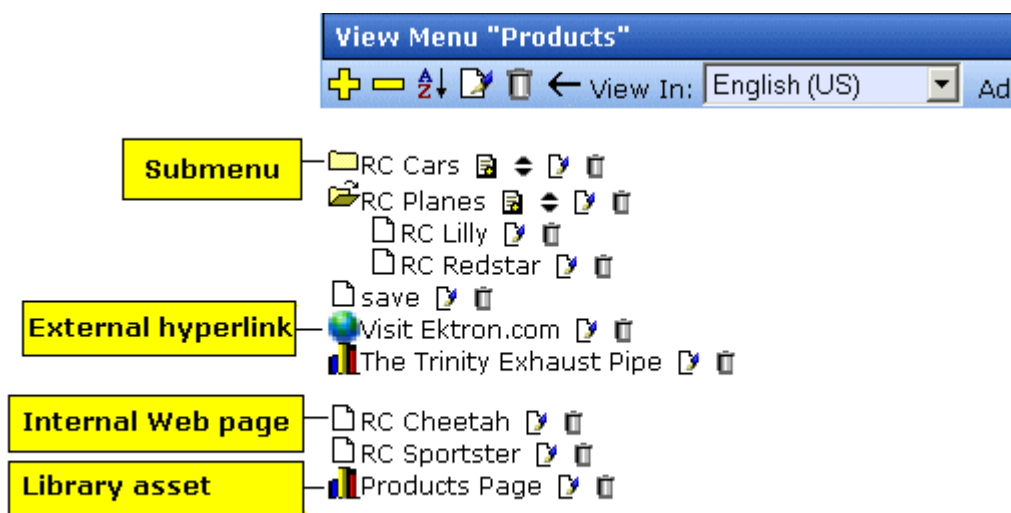 View Menu "Products"
A Z View In: English (US) Ad
Submenu RC Cars
RC Planes
RC Lilly
RC Redstar
save
External hyperlink Visit Ektron.com
The Trinity Exhaust Pipe
Internal Web page RC Cheetah
RC Sportster
Library asset Products Page